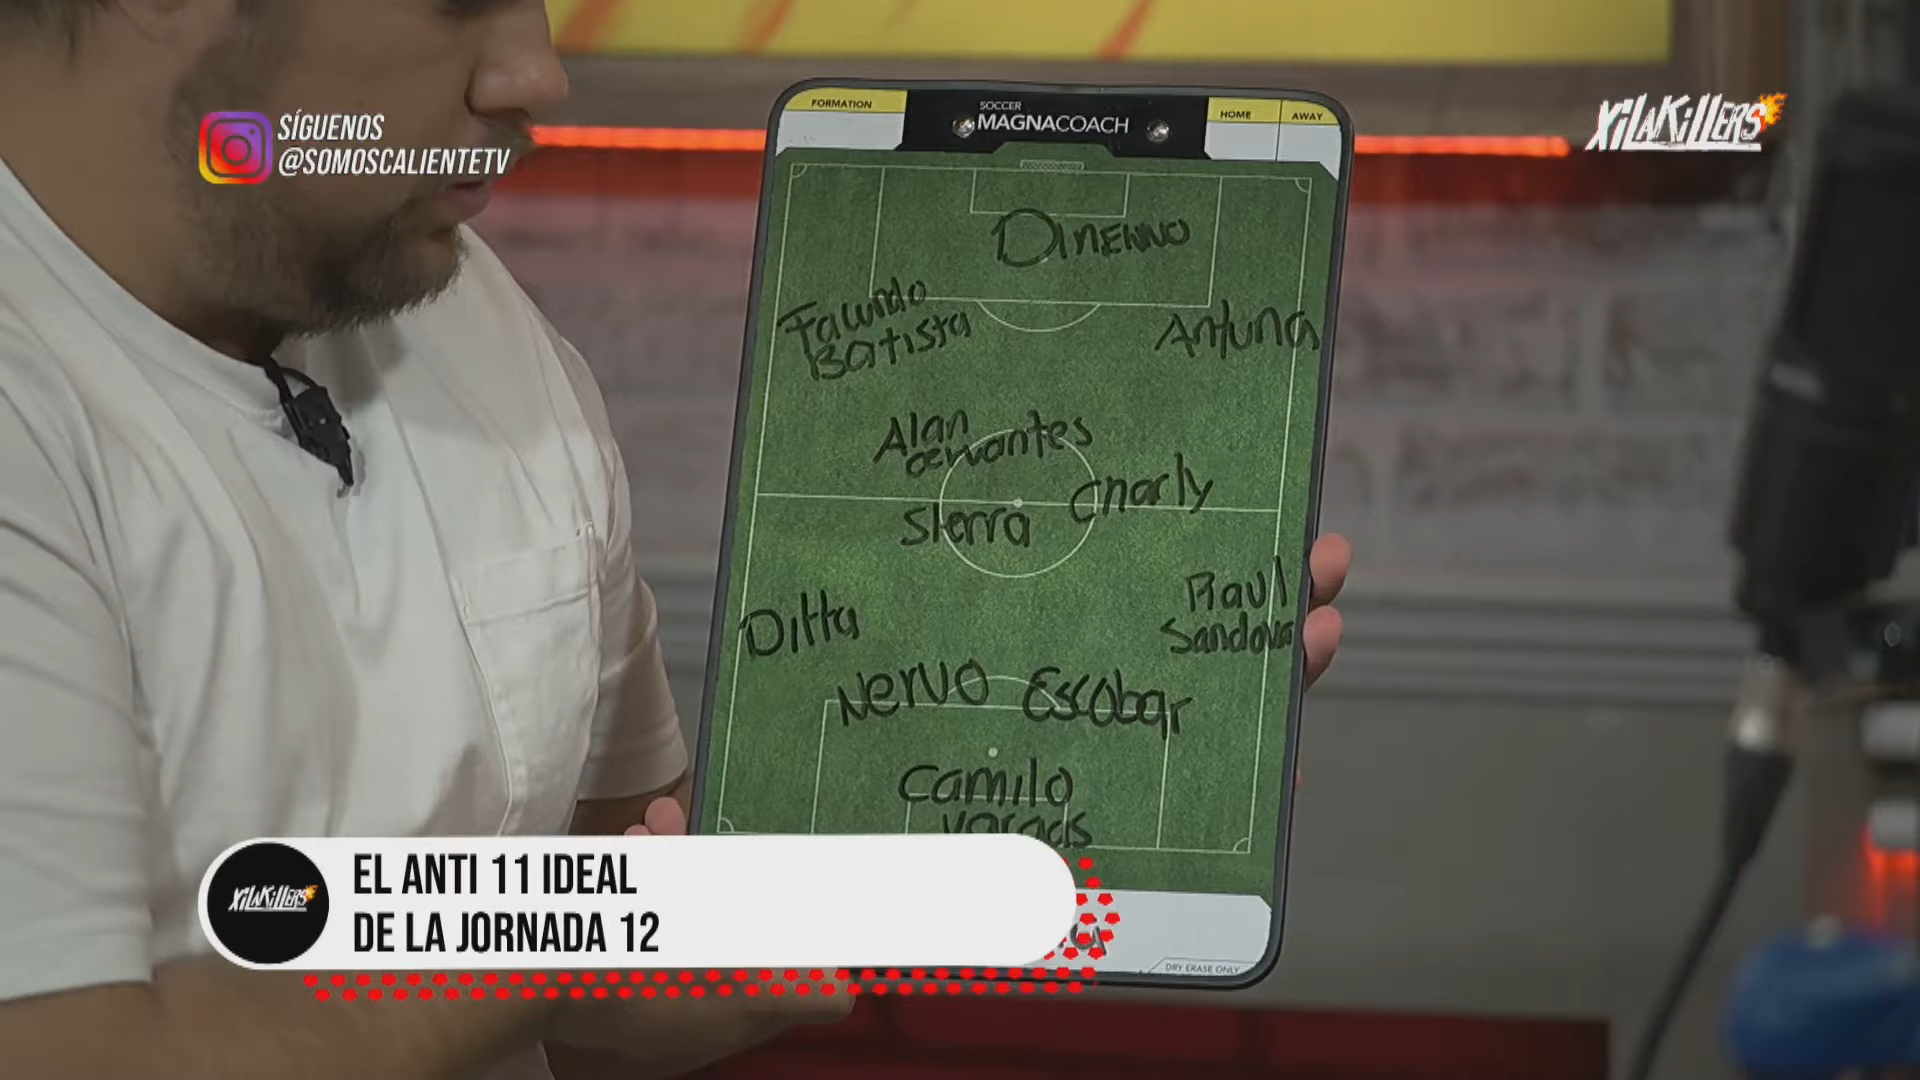 SÍGUENOS
@SOMOSCALIENTETV
XILAKILLERS
FORMATION
SOCCER
MAGNACOACH
HOME
AWAY
Dinenno
Facundo
Batista
Antuna
Alan
cervantes
Charly
Sierra
Ditta
Raul
Sandoval
Nervo Escobar
Camilo
vargas
XILAKILLERS
EL ANTI 11 IDEAL
DE LA JORNADA 12
DRY ERASE ONLY